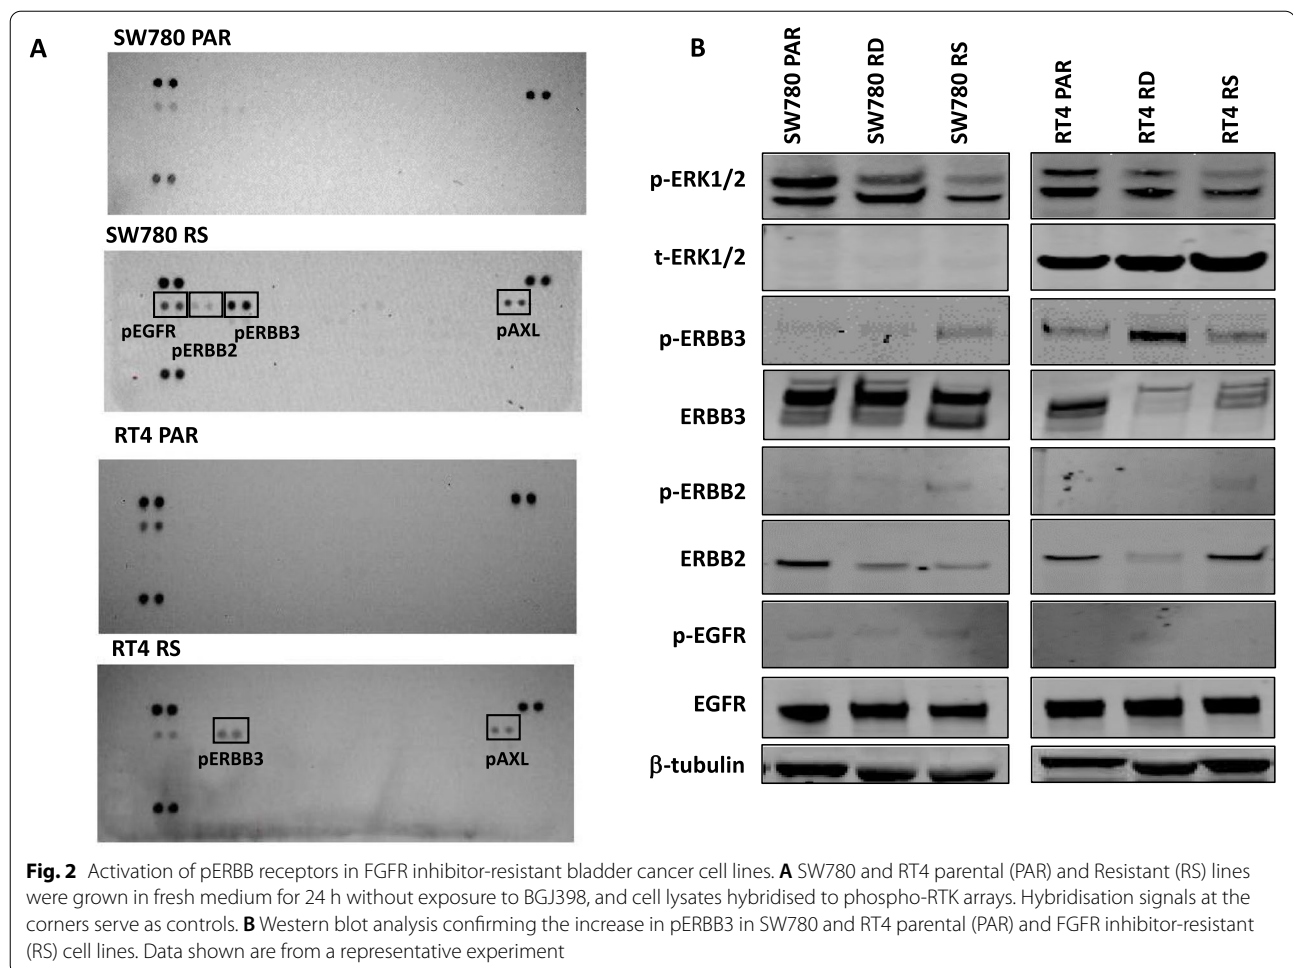 A
SW780 PAR
SW780 RS
pEGFR
pERBB2
pERBB3
pAXL
RT4 PAR
RT4 RS
pERBB3
pAXL
B
SW780 PAR
SW780 RD
SW780 RS
RT4 PAR
RT4 RD
RT4 RS
p-ERK1/2
t-ERK1/2
p-ERBB3
ERBB3
p-ERBB2
ERBB2
p-EGFR
EGFR
β-tubulin
Fig. 2 Activation of pERBB receptors in FGFR inhibitor-resistant bladder cancer cell lines. A SW780 and RT4 parental (PAR) and Resistant (RS) lines
were grown in fresh medium for 24 h without exposure to BGJ398, and cell lysates hybridised to phospho-RTK arrays. Hybridisation signals at the
corners serve as controls. B Western blot analysis confirming the increase in pERBB3 in SW780 and RT4 parental (PAR) and FGFR inhibitor-resistant
(RS) cell lines. Data shown are from a representative experiment